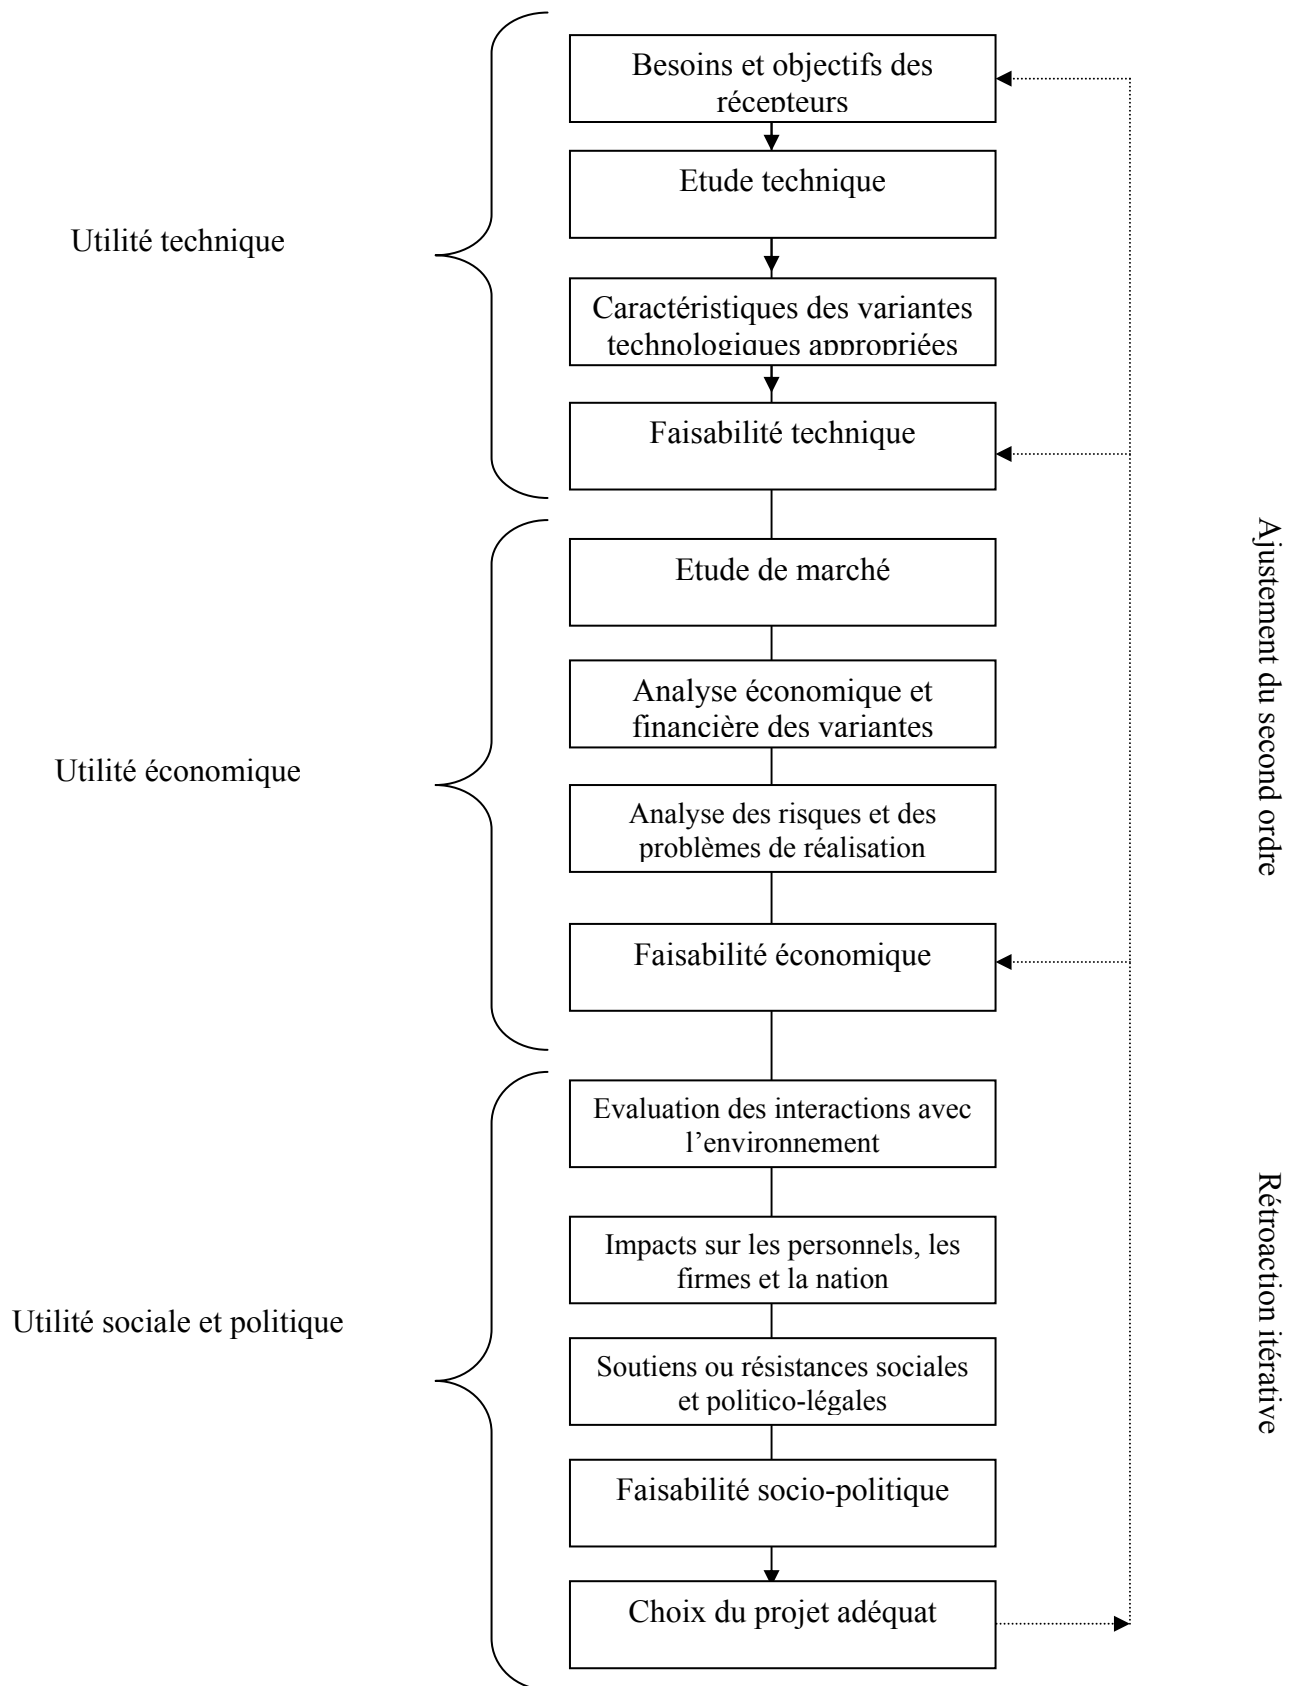 Besoins et objectifs des
récepteurs
Etude technique
Utilité technique
Caractéristiques des variantes
technologiques appropriées
Faisabilité technique
Etude de marché
Analyse économique et
financière des variantes
Utilité économique
Analyse des risques et des
problèmes de réalisation
Faisabilité économique
Ajustement du second ordre
Evaluation des interactions avec
l’environnement
Impacts sur les personnels, les
firmes et la nation
Utilité sociale et politique
Soutiens ou résistances sociales
et politico-légales
Faisabilité socio-politique
Choix du projet adéquat
Rétroaction itérative